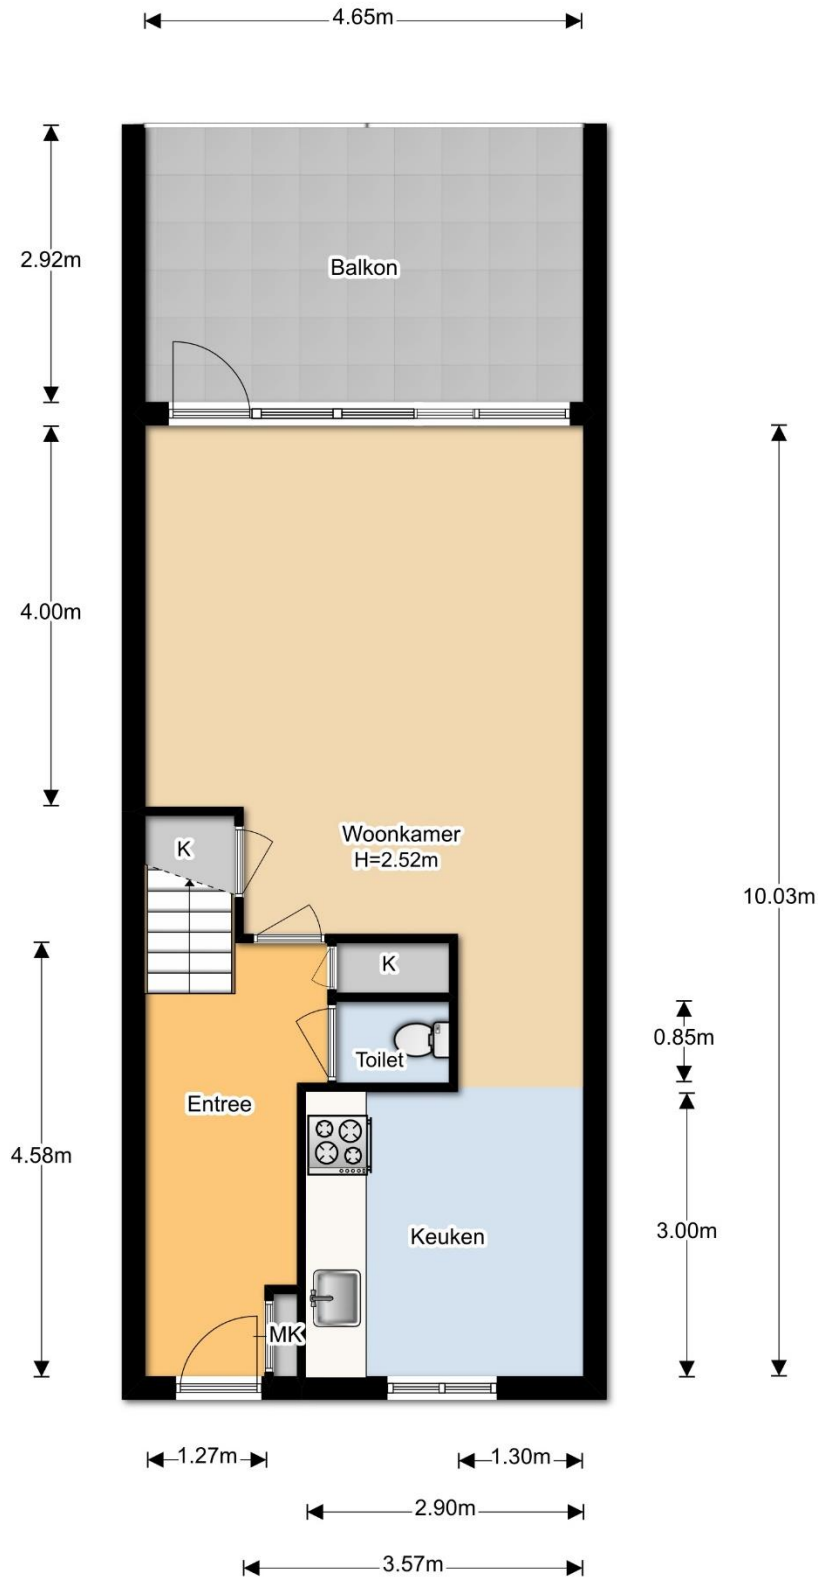 4.65m
2.92m
Balkon
4.00m
K
Woonkamer
H=2.52m
10.03m
K
0.85m
Toilet
Entree
4.58m
3.00m
Keuken
MK
1.27m
1.30m
2.90m
3.57m